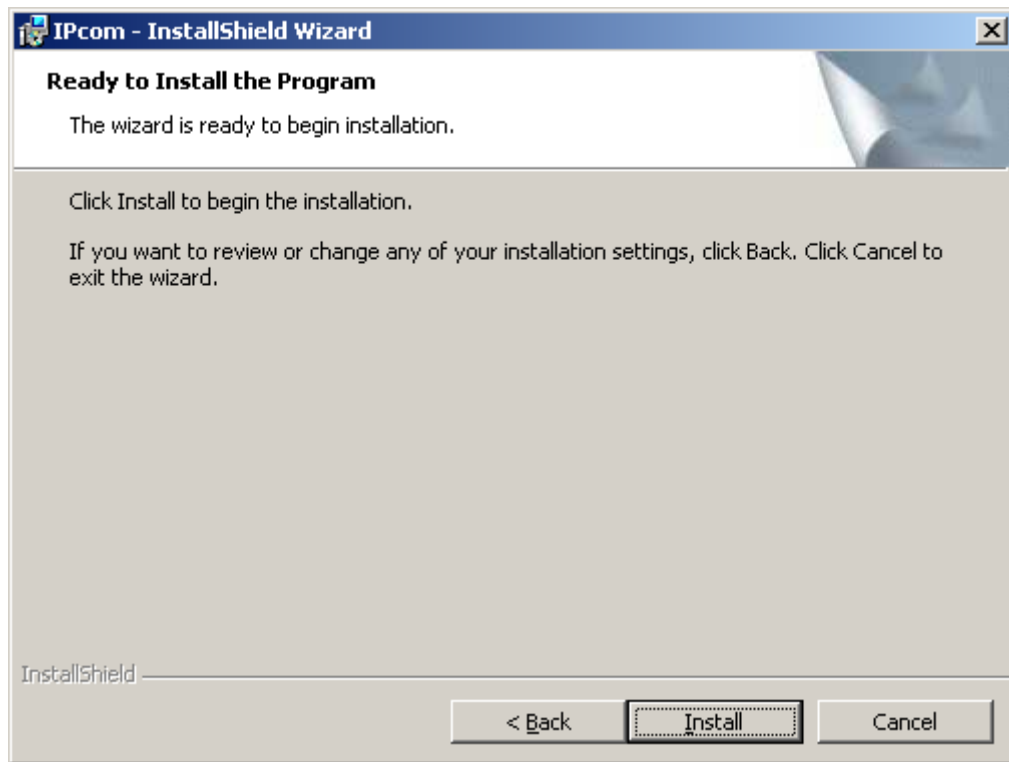 IPcom - InstallShield Wizard
Ready to Install the Program
The wizard is ready to begin installation.
Click Install to begin the installation.
If you want to review or change any of your installation settings, click Back. Click Cancel to
exit the wizard.
InstallShield
< Back
Install
Cancel